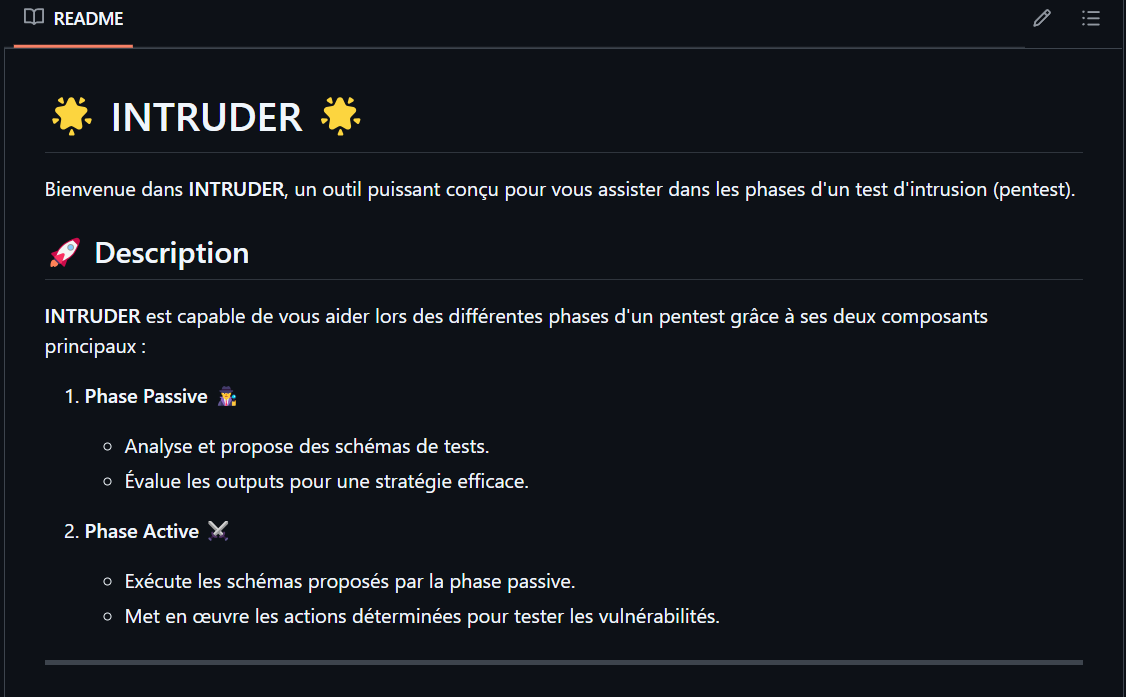 README
INTRUDER
Bienvenue dans INTRUDER, un outil puissant conçu pour vous assister dans les phases d'un test d'intrusion (pentest).
Description
INTRUDER est capable de vous aider lors des différentes phases d'un pentest grâce à ses deux composants
principaux :
1. Phase Passive
Analyse et propose des schémas de tests.
Évalue les outputs pour une stratégie efficace.
2. Phase Active
Exécute les schémas proposés par la phase passive.
Met en œuvre les actions déterminées pour tester les vulnérabilités.